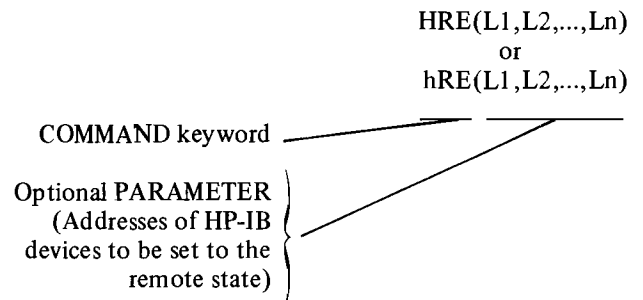 HRE(L1,L2,...,Ln)
or
hRE(L1,L2,...,Ln)
COMMAND keyword
Optional PARAMETER
(Addresses of HP-IB
devices to be set to the
remote state)